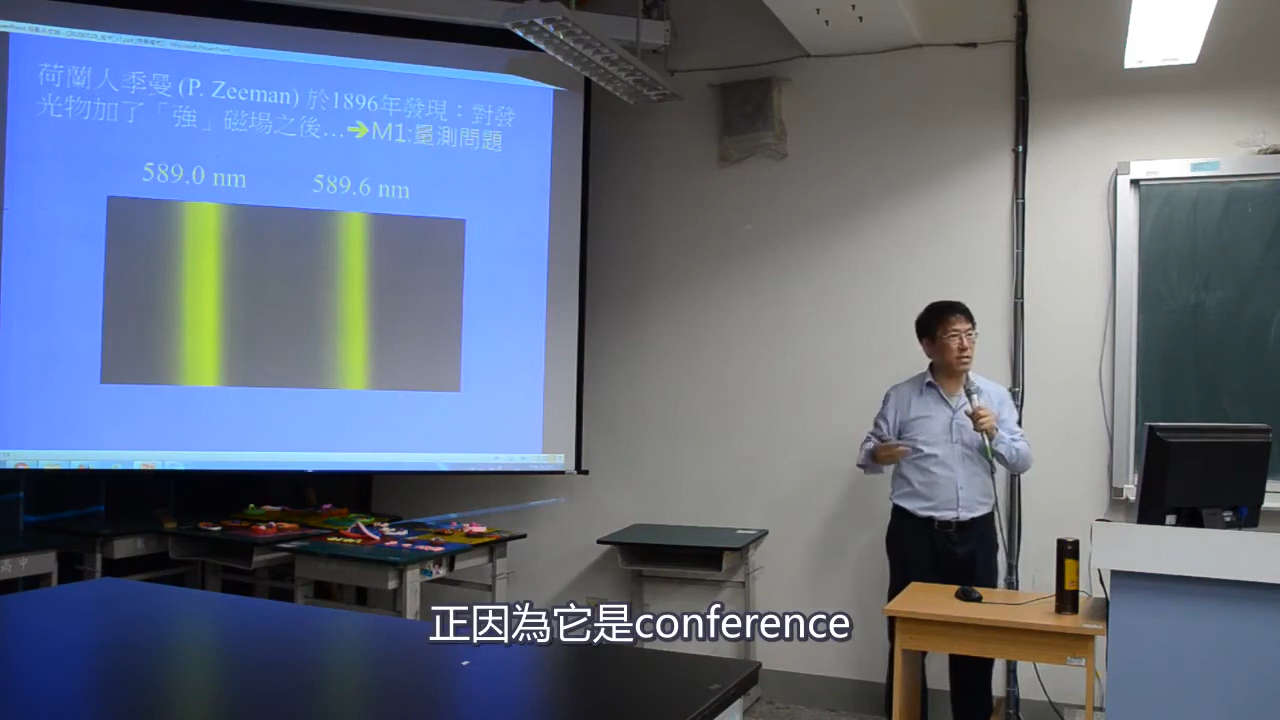 荷蘭人季曼 (P. Zeeman) 於1896年發現：對發
光物加了「強」磁場之後...➔M1:量測問題
589.0 nm
589.6 nm
高中
正因為它是conference